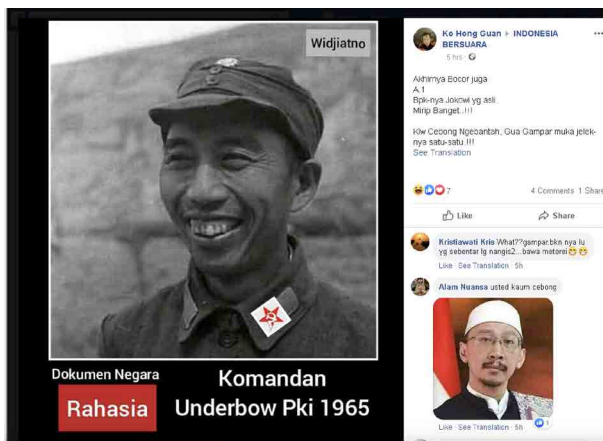 Widjiatno
Dokumen Negara
Rahasia
Komandan
Underbow Pki 1965
Ko Hong Guan ▸ INDONESIA
BERSUARA
5 hrs ·
Akhirnya Bocor juga
A.1
Bpk-nya Jokowi yg asli.
Mirip Banget..!!!
Klw Cebong Ngebantah, Gua Gampar muka jelek-
nya satu-satu.!!!
See Translation
7
4 Comments 1 Share
Like
Share
Kristiawati Kris What??gampar.bkn nya lu
yg sebentar lg nangis2...bawa meterei
Like · See Translation · 5h
Alam Nuansa usted kaum cebong
Like · See Translation · 5h
1